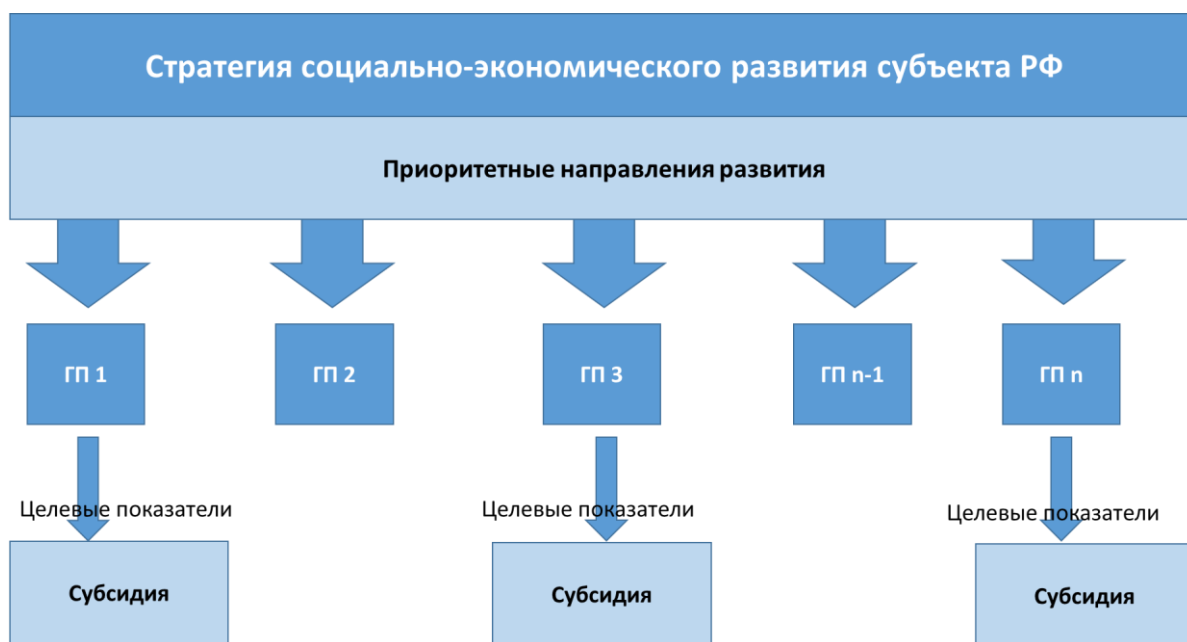 Стратегия социально-экономического развития субъекта РФ
Приоритетные направления развития
ГП 1
ГП 2
ГП 3
ГП n-1
ГП n
Целевые показатели
Целевые показатели
Целевые показатели
Субсидия
Субсидия
Субсидия